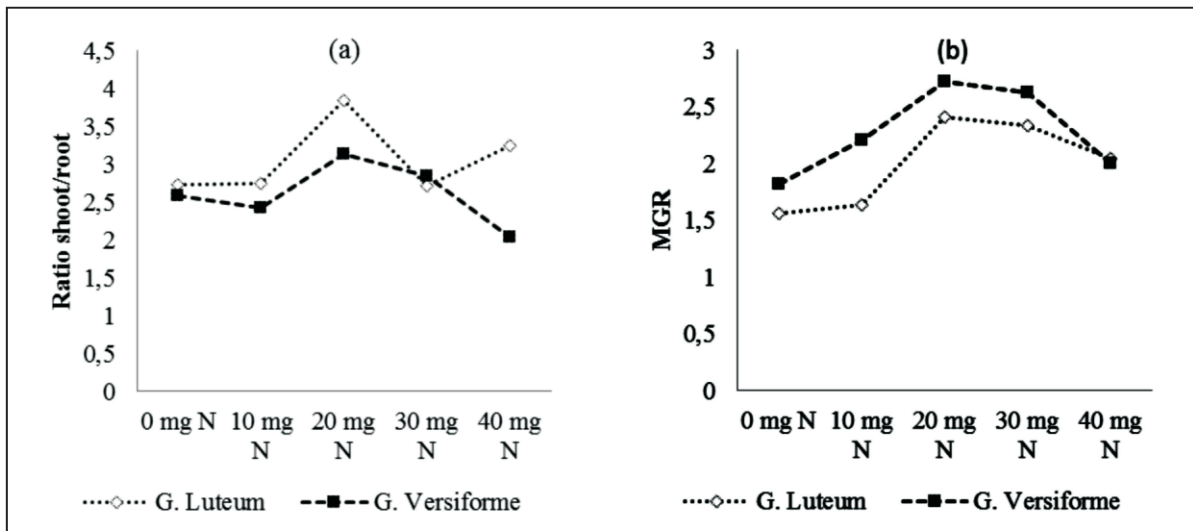 (a)
Ratio shoot/root
4,5
4
3,5
3
2,5
2
1,5
1
0,5
0
0 mg N
10 mg N
20 mg N
30 mg N
40 mg N
G. Luteum
G. Versiforme
(b)
MGR
3
2,5
2
1,5
1
0,5
0
0 mg N
10 mg N
20 mg N
30 mg N
40 mg N
G. Luteum
G. Versiforme